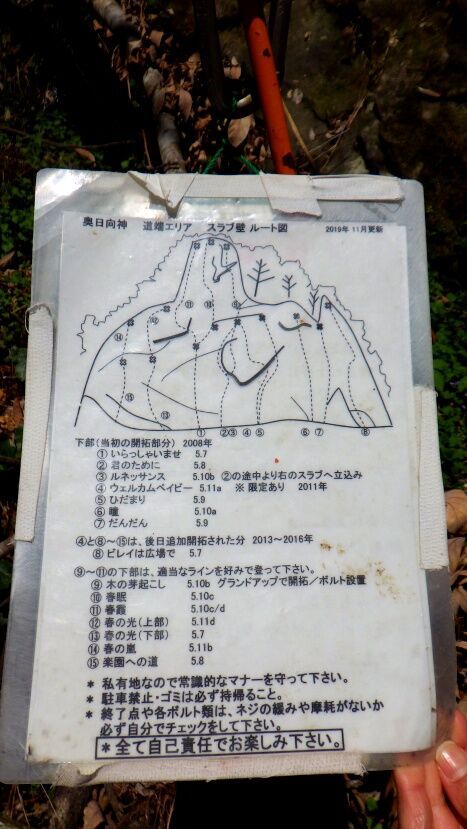 奥日向神 道端エリア スラブ壁 ルート図 2019年 11月更新
下部(当初の開拓部分) 2008年
① いらっしゃいませ 5.7
② 君のために 5.8
③ ルネッサンス 5.10b ②の途中より右のスラブへ立込み
④ ウェルカムベイビー 5.11a ※ 限定あり 2011年
⑤ ひだまり 5.9
⑥ 瞳 5.10a
⑦ だんだん 5.9
④と⑧~⑮は、後日追加開拓された分 2013~2016年
⑧ ビレイは広場で 5.7
⑨~⑪の下部は、適当なラインを好みで登って下さい。
⑨ 木の芽起こし 5.10b グランドアップで開拓/ボルト設置
⑩ 春眠 5.10c
⑪ 春霞 5.10c/d
⑫ 春の光(上部) 5.11d
⑬ 春の光(下部) 5.7
⑭ 春の嵐 5.11b
⑮ 楽園への道 5.8
* 私有地なので常識的なマナーを守って下さい。
* 駐車禁止・ゴミは必ず持帰ること。
* 終了点や各ボルト類は、ネジの緩みや摩耗がないか
必ず自分でチェックをして下さい。
*全て自己責任でお楽しみ下さい。